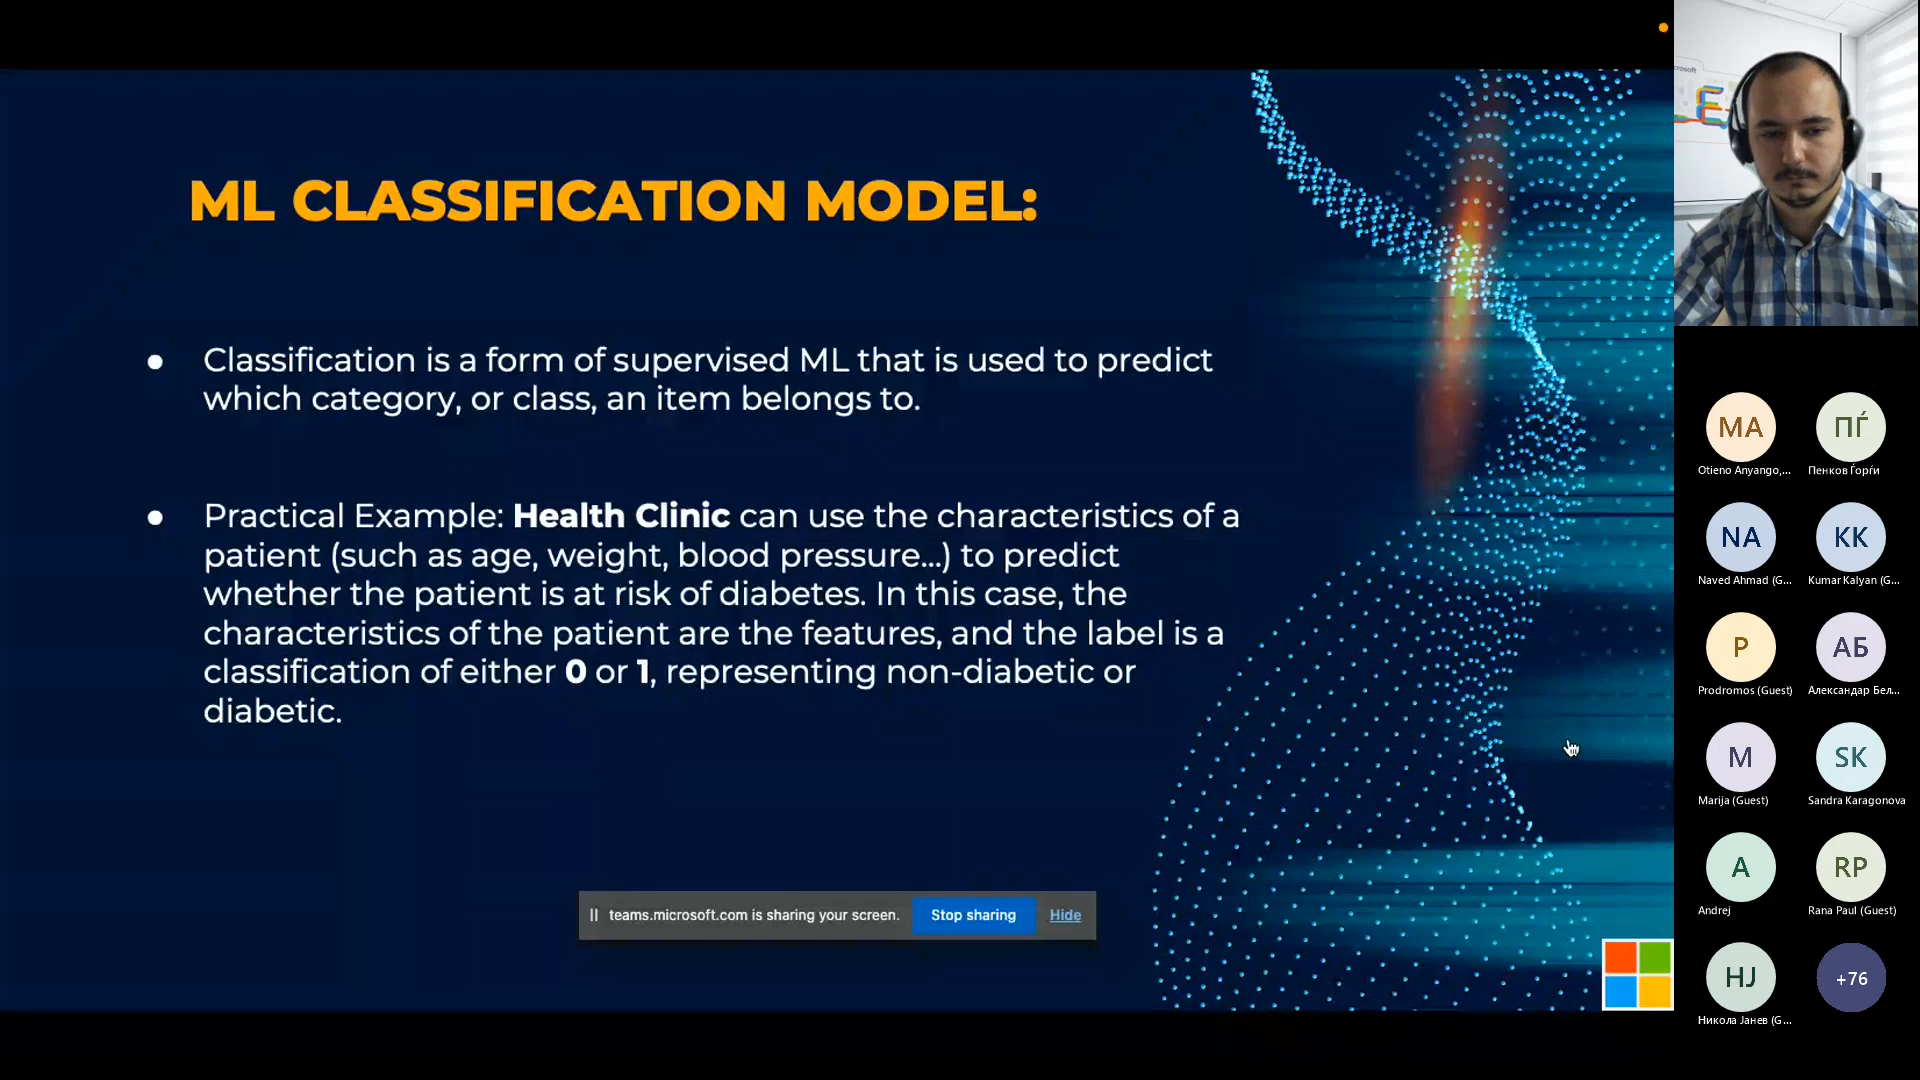 ML CLASSIFICATION MODEL:
● Classification is a form of supervised ML that is used to predict
which category, or class, an item belongs to.
● Practical Example: Health Clinic can use the characteristics of a
patient (such as age, weight, blood pressure...) to predict
whether the patient is at risk of diabetes. In this case, the
characteristics of the patient are the features, and the label is a
classification of either 0 or 1, representing non-diabetic or
diabetic.
teams.microsoft.com is sharing your screen. Stop sharing Hide
MA ПЃ
Otieno Anyango,... Пенков Ѓорѓи
NA KK
Naved Ahmad (G... Kumar Kalyan (G...
P АБ
Prodromos (Guest) Александар Бел...
M SK
Marija (Guest) Sandra Karagonova
A RP
Andrej Rana Paul (Guest)
НЈ +76
Никола Јанев (G...